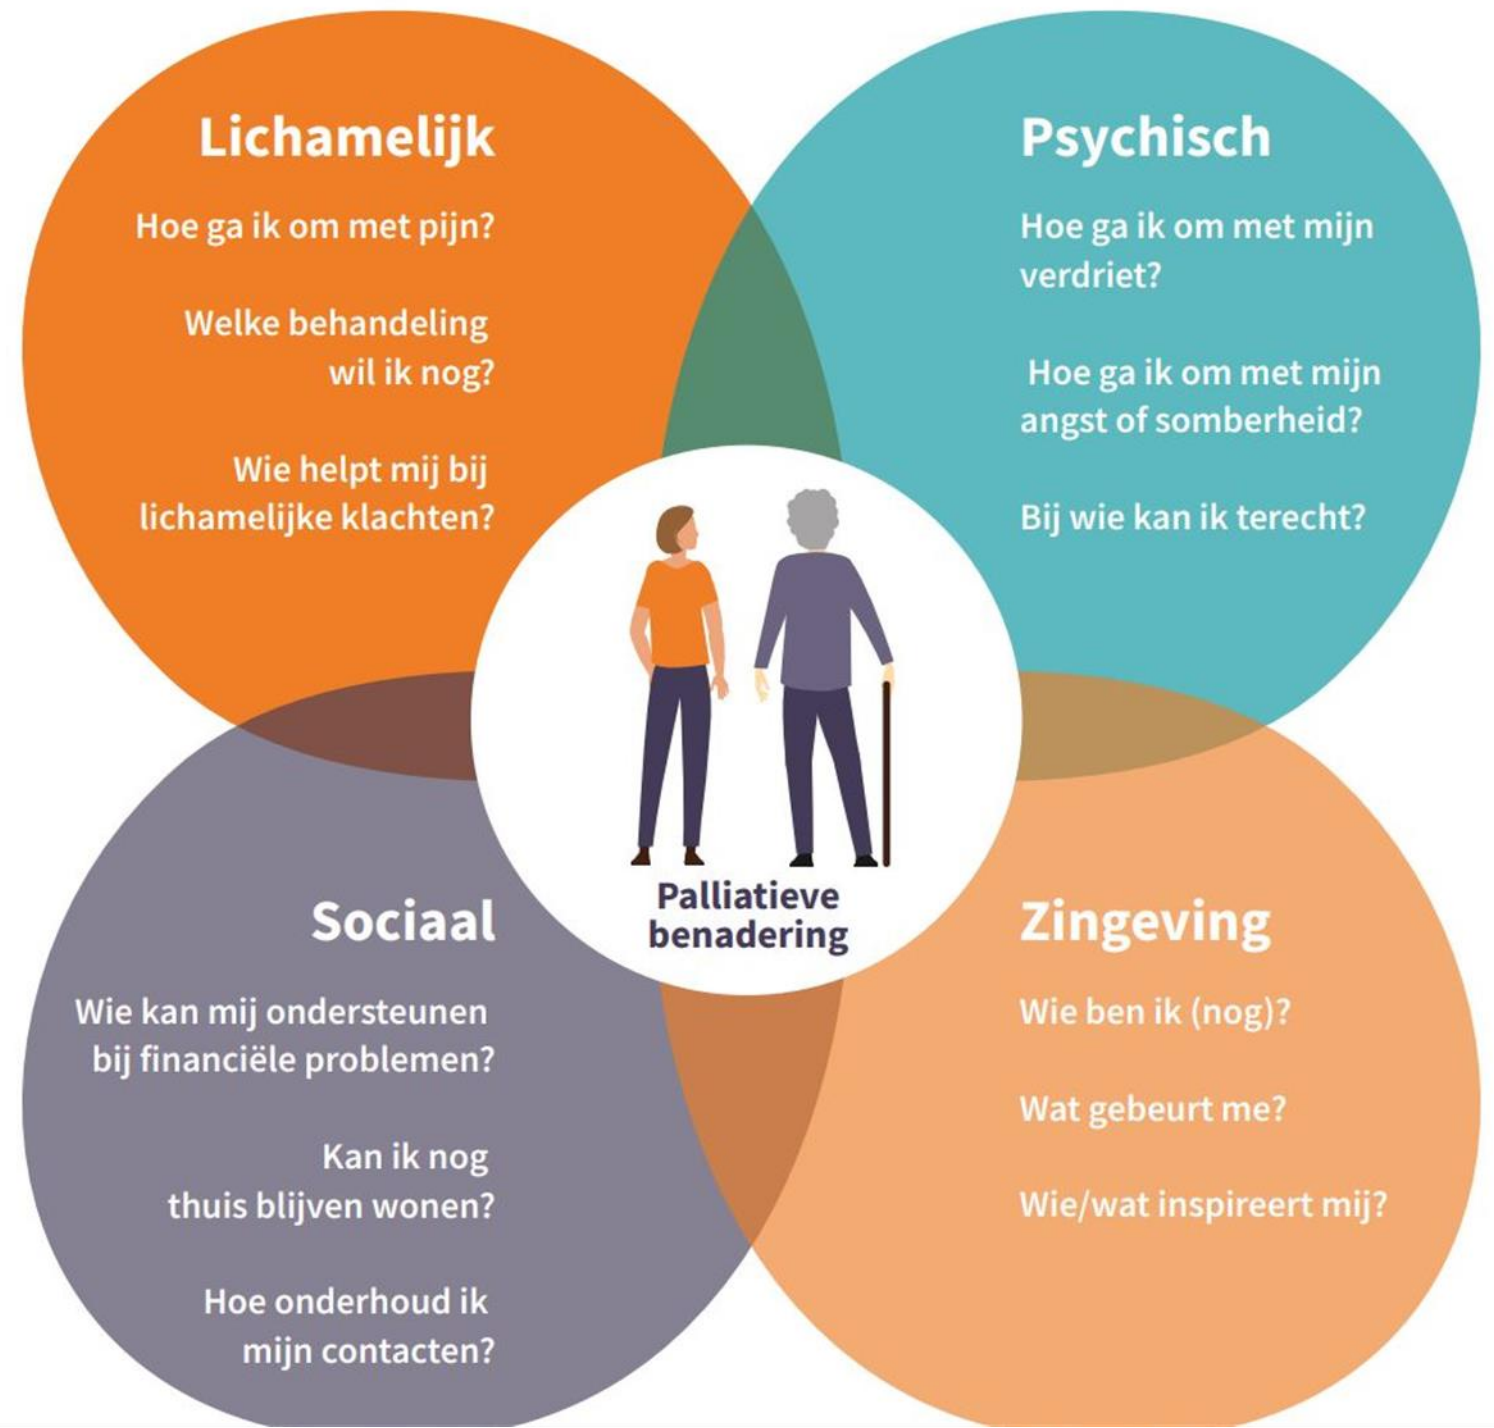 Lichamelijk
Hoe ga ik om met pijn?
Welke behandeling
wil ik nog?
Wie helpt mij bij
lichamelijke klachten?
Psychisch
Hoe ga ik om met mijn
verdriet?
Hoe ga ik om met mijn
angst of somberheid?
Bij wie kan ik terecht?
Palliatieve
benadering
Sociaal
Wie kan mij ondersteunen
bij financiële problemen?
Kan ik nog
thuis blijven wonen?
Hoe onderhoud ik
mijn contacten?
Zingeving
Wie ben ik (nog)?
Wat gebeurt me?
Wie/wat inspireert mij?